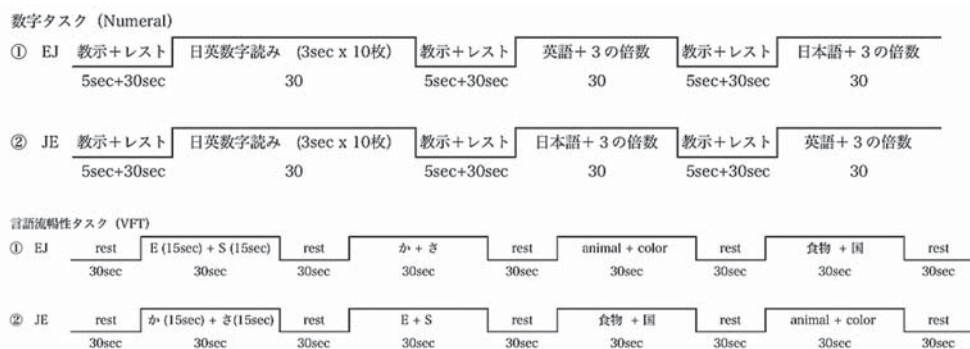 数字タスク (Numeral)
① EJ 教示＋レスト 日英数字読み (3sec x 10枚) 教示＋レスト 英語＋3の倍数 教示＋レスト 日本語＋3の倍数
5sec+30sec 30 5sec+30sec 30 5sec+30sec 30
② JE 教示＋レスト 日英数字読み (3sec x 10枚) 教示＋レスト 日本語＋3の倍数 教示＋レスト 英語＋3の倍数
5sec+30sec 30 5sec+30sec 30 5sec+30sec 30
言語流暢性タスク (VFT)
① EJ rest E (15sec) + S (15sec) rest か + さ rest animal + color rest 食物 + 国 rest
30sec 30sec 30sec 30sec 30sec 30sec 30sec 30sec 30sec
② JE rest か (15sec) + さ(15sec) rest E + S rest 食物 + 国 rest animal + color rest
30sec 30sec 30sec 30sec 30sec 30sec 30sec 30sec 30sec